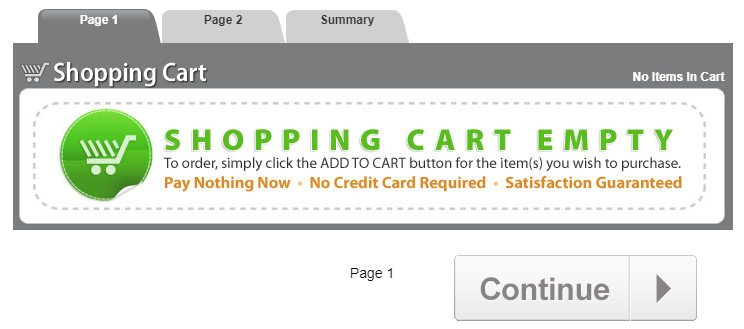 Page 1 Page 2 Summary
Shopping Cart No Items In Cart
SHOPPING CART EMPTY
To order, simply click the ADD TO CART button for the item(s) you wish to purchase.
Pay Nothing Now • No Credit Card Required • Satisfaction Guaranteed
Page 1 Continue